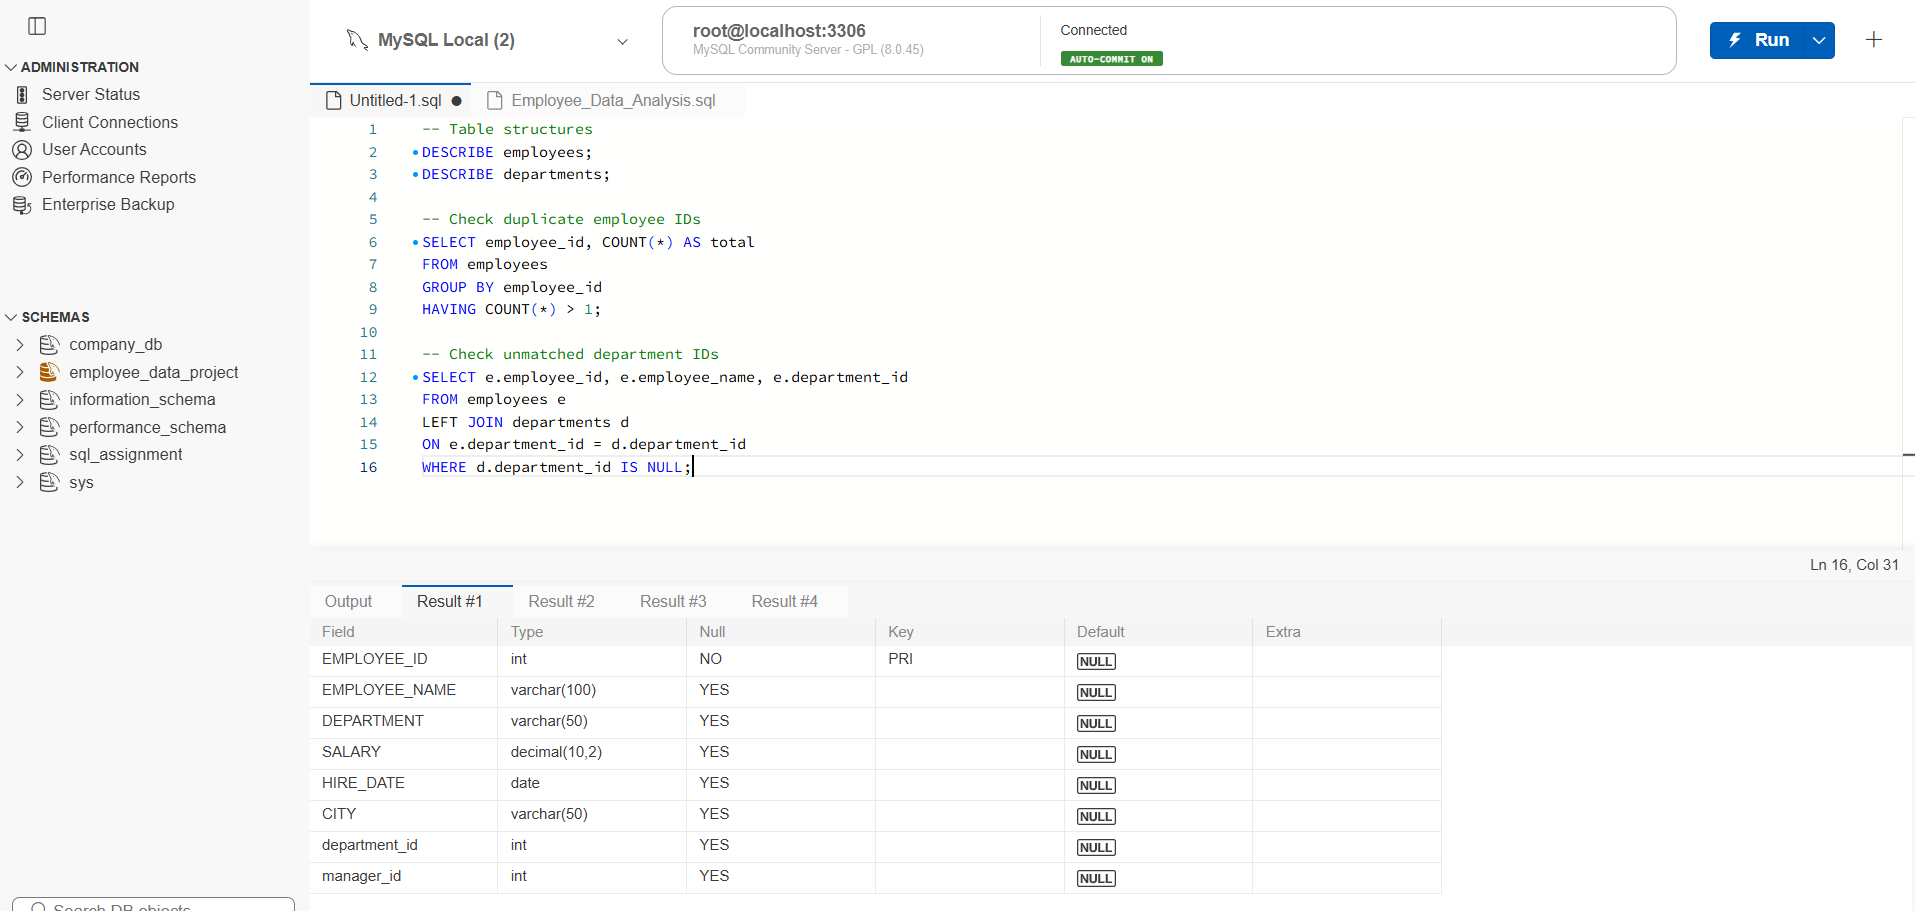 MySQL Local (2)
root@localhost:3306
MySQL Community Server - GPL (8.0.45)
Connected
AUTO-COMMIT ON
Run
ADMINISTRATION
Server Status
Client Connections
User Accounts
Performance Reports
Enterprise Backup
SCHEMAS
company_db
employee_data_project
information_schema
performance_schema
sql_assignment
sys
Search DB objects
Untitled-1.sql
Employee_Data_Analysis.sql
1 -- Table structures
2 DESCRIBE employees;
3 DESCRIBE departments;
4
5 -- Check duplicate employee IDs
6 SELECT employee_id, COUNT(*) AS total
7 FROM employees
8 GROUP BY employee_id
9 HAVING COUNT(*) > 1;
10
11 -- Check unmatched department IDs
12 SELECT e.employee_id, e.employee_name, e.department_id
13 FROM employees e
14 LEFT JOIN departments d
15 ON e.department_id = d.department_id
16 WHERE d.department_id IS NULL;
Ln 16, Col 31
Output Result #1 Result #2 Result #3 Result #4
Field Type Null Key Default Extra
EMPLOYEE_ID int NO PRI NULL
EMPLOYEE_NAME varchar(100) YES NULL
DEPARTMENT varchar(50) YES NULL
SALARY decimal(10,2) YES NULL
HIRE_DATE date YES NULL
CITY varchar(50) YES NULL
department_id int YES NULL
manager_id int YES NULL